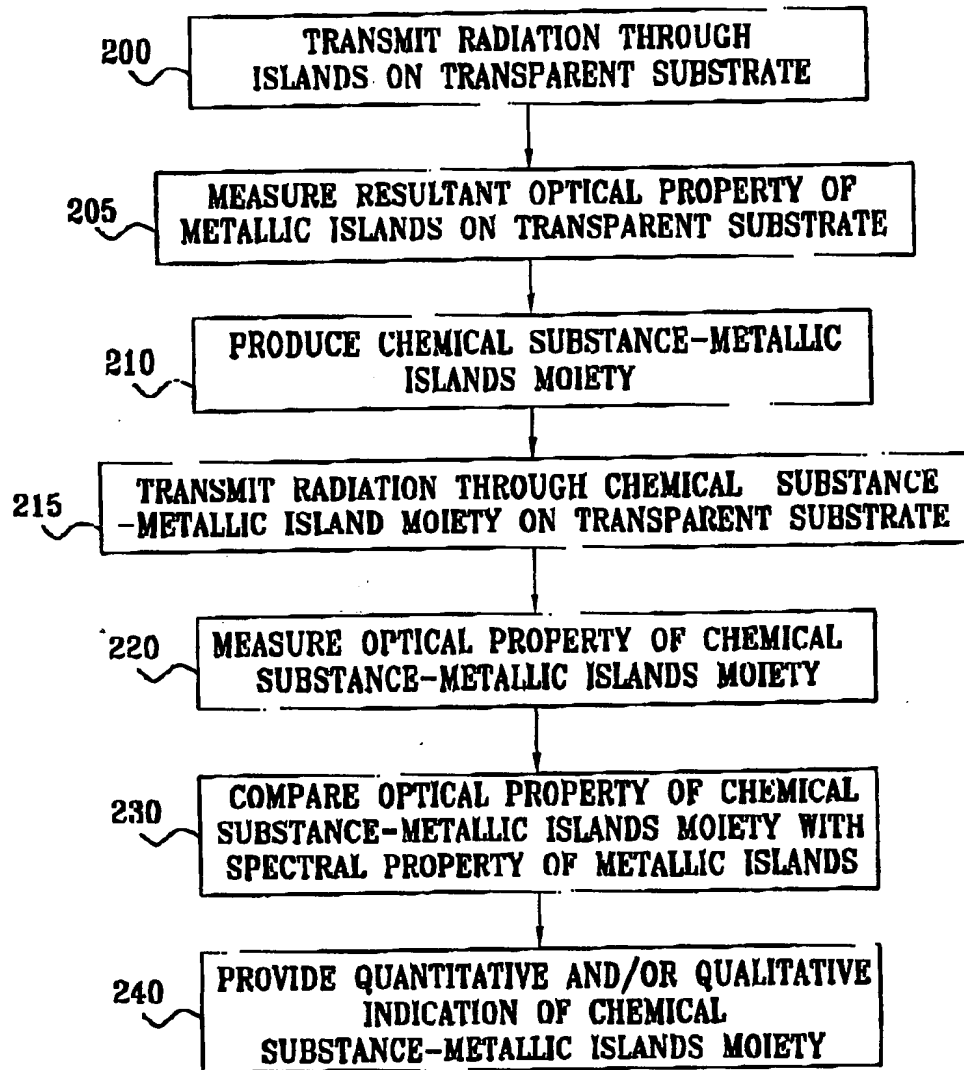 200
TRANSMIT RADIATION THROUGH
ISLANDS ON TRANSPARENT SUBSTRATE
205
MEASURE RESULTANT OPTICAL PROPERTY OF
METALLIC ISLANDS ON TRANSPARENT SUBSTRATE
210
PRODUCE CHEMICAL SUBSTANCE-METALLIC
ISLANDS MOIETY
215
TRANSMIT RADIATION THROUGH CHEMICAL SUBSTANCE
-METALLIC ISLAND MOIETY ON TRANSPARENT SUBSTRATE
220
MEASURE OPTICAL PROPERTY OF CHEMICAL
SUBSTANCE-METALLIC ISLANDS MOIETY
230
COMPARE OPTICAL PROPERTY OF CHEMICAL
SUBSTANCE-METALLIC ISLANDS MOIETY WITH
SPECTRAL PROPERTY OF METALLIC ISLANDS
240
PROVIDE QUANTITATIVE AND/OR QUALITATIVE
INDICATION OF CHEMICAL
SUBSTANCE-METALLIC ISLANDS MOIETY